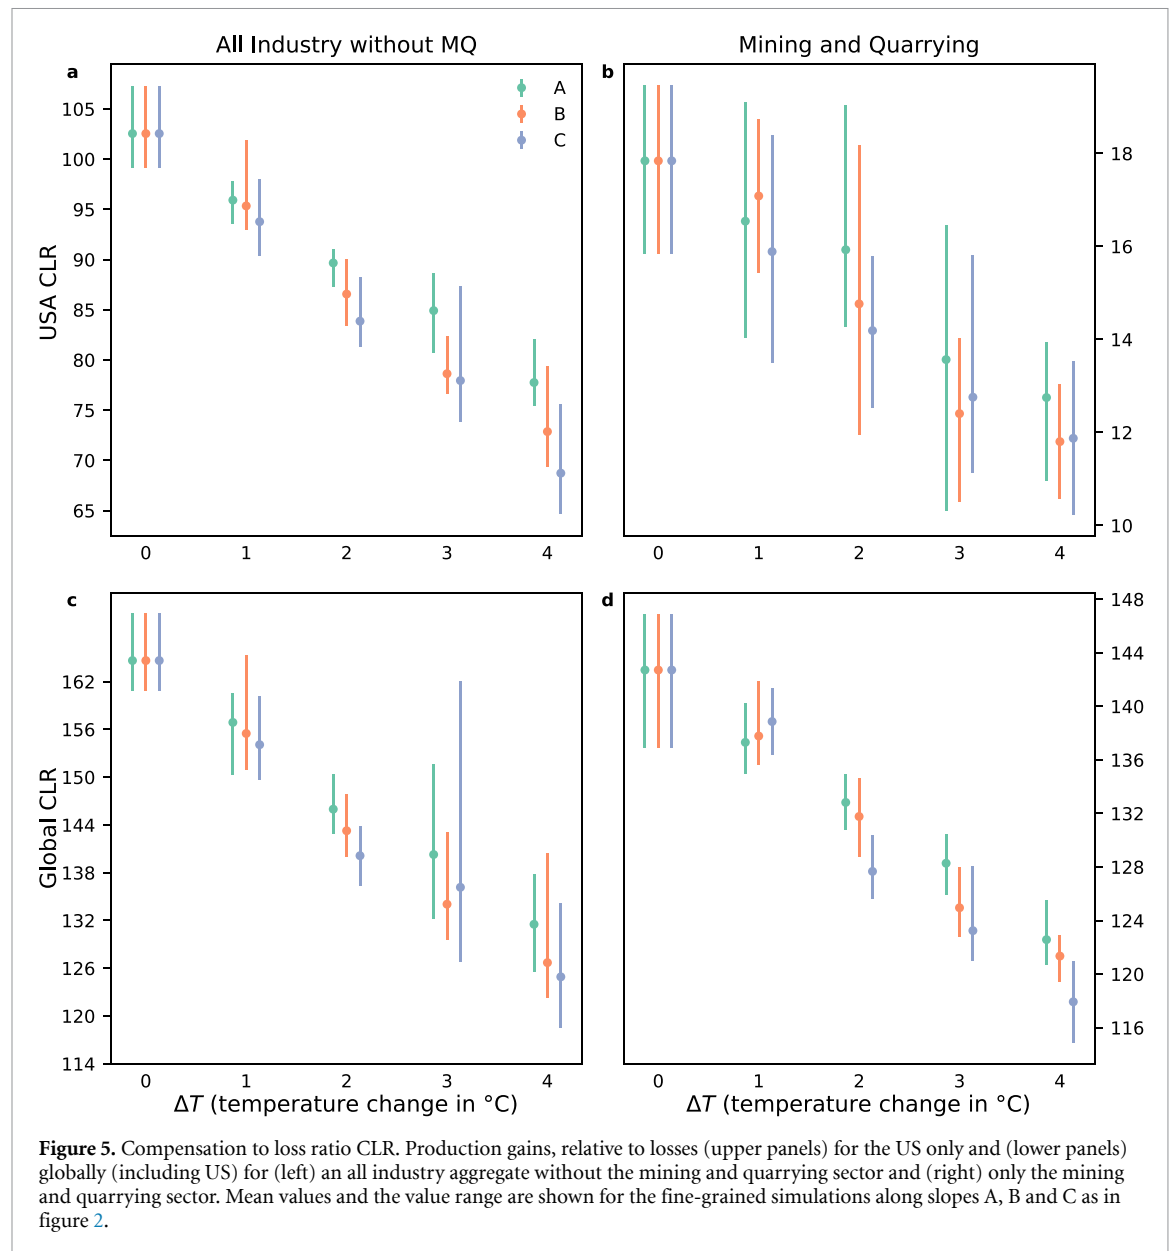 All Industry without MQ
Mining and Quarrying
a
105
100
95
90
85
80
75
70
65
USA CLR
A
B
C
0 1 2 3 4
b
18
16
14
12
10
0 1 2 3 4
c
162
156
150
144
138
132
126
120
114
Global CLR
0 1 2 3 4
ΔT (temperature change in °C)
d
148
144
140
136
132
128
124
120
116
0 1 2 3 4
ΔT (temperature change in °C)
Figure 5. Compensation to loss ratio CLR. Production gains, relative to losses (upper panels) for the US only and (lower panels)
globally (including US) for (left) an all industry aggregate without the mining and quarrying sector and (right) only the mining
and quarrying sector. Mean values and the value range are shown for the fine-grained simulations along slopes A, B and C as in
figure 2.